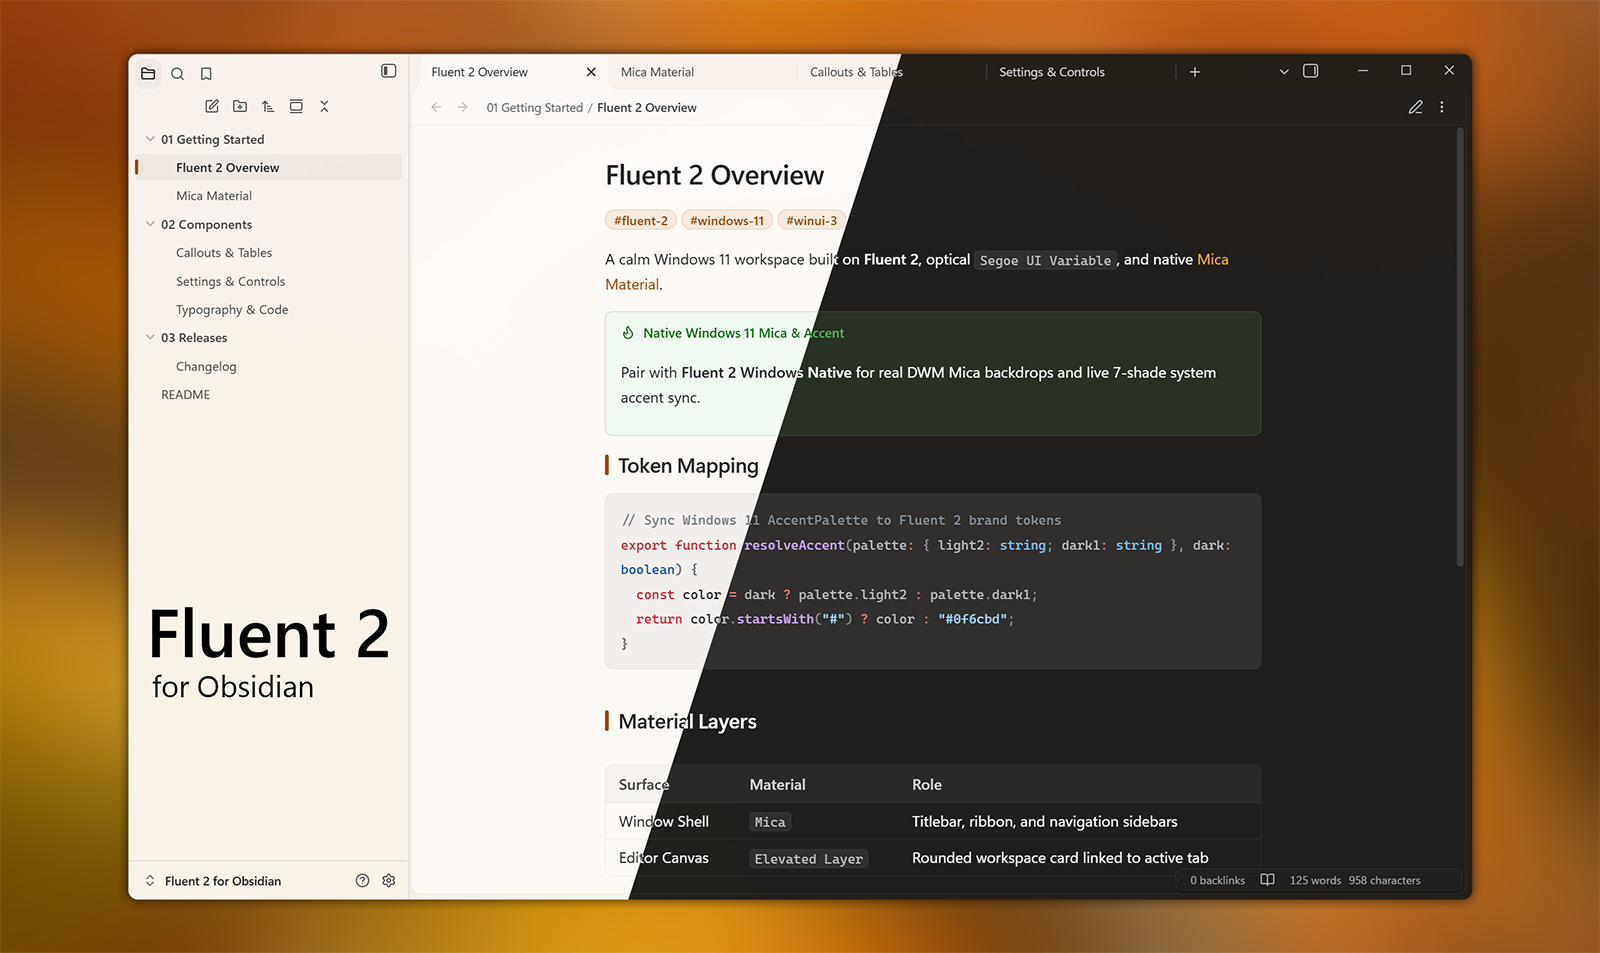 Fluent 2 Overview
Mica Material
Callouts & Tables
Settings & Controls
01 Getting Started / Fluent 2 Overview
01 Getting Started
Fluent 2 Overview
Mica Material
02 Components
Callouts & Tables
Settings & Controls
Typography & Code
03 Releases
Changelog
README
Fluent 2
for Obsidian
Fluent 2 for Obsidian
Fluent 2 Overview
#fluent-2 #windows-11 #winui-3
A calm Windows 11 workspace built on Fluent 2, optical Segoe UI Variable, and native Mica
Material.
Native Windows 11 Mica & Accent
Pair with Fluent 2 Windows Native for real DWM Mica backdrops and live 7-shade system
accent sync.
Token Mapping
// Sync Windows 11 AccentPalette to Fluent 2 brand tokens
export function resolveAccent(palette: { light2: string; dark1: string }, dark:
boolean) {
const color = dark ? palette.light2 : palette.dark1;
return color.startsWith("#") ? color : "#0f6cbd";
}
Material Layers
Surface Material Role
Window Shell Mica Titlebar, ribbon, and navigation sidebars
Editor Canvas Elevated Layer Rounded workspace card linked to active tab
0 backlinks 125 words 958 characters